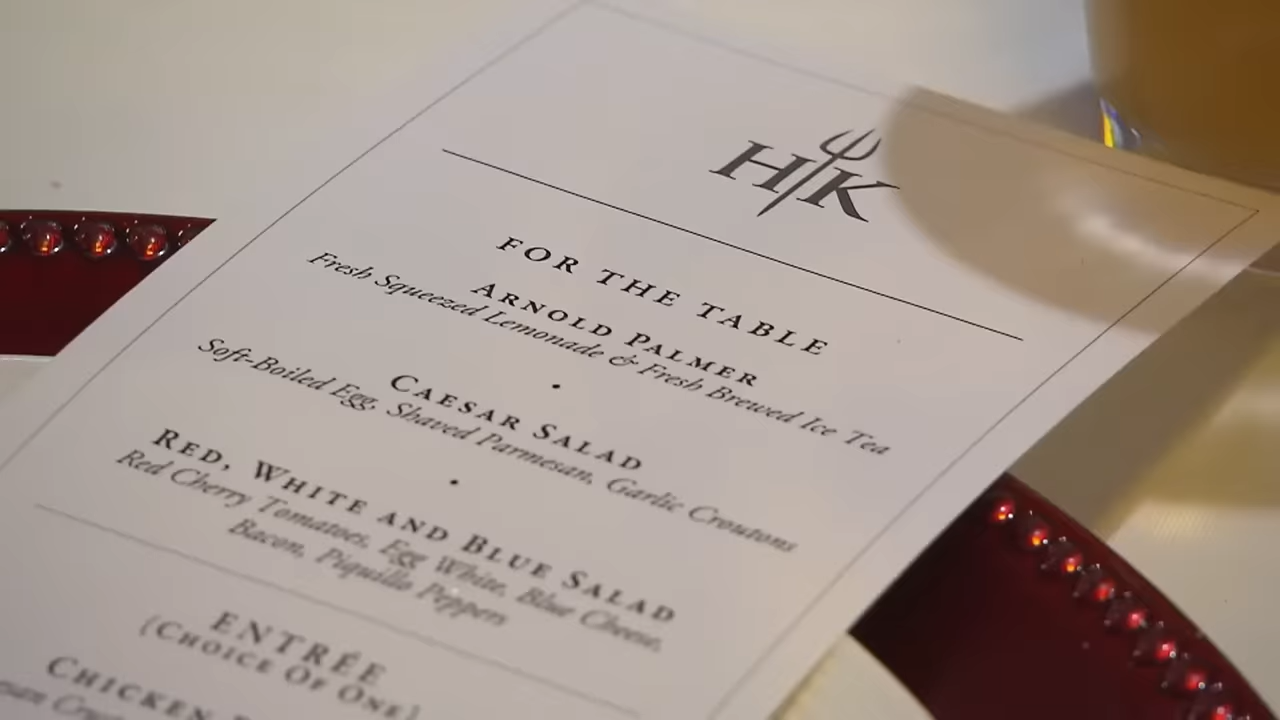 HK
FOR THE TABLE
ARNOLD PALMER
Fresh Squeezed Lemonade & Fresh Brewed Ice Tea
CAESAR SALAD
Soft-Boiled Egg, Shaved Parmesan, Garlic Croutons
RED, WHITE AND BLUE SALAD
Red Cherry Tomatoes, Egg White, Blue Cheese,
Bacon, Piquillo Peppers
ENTRÉE
(CHOICE OF ONE)
CHICKEN